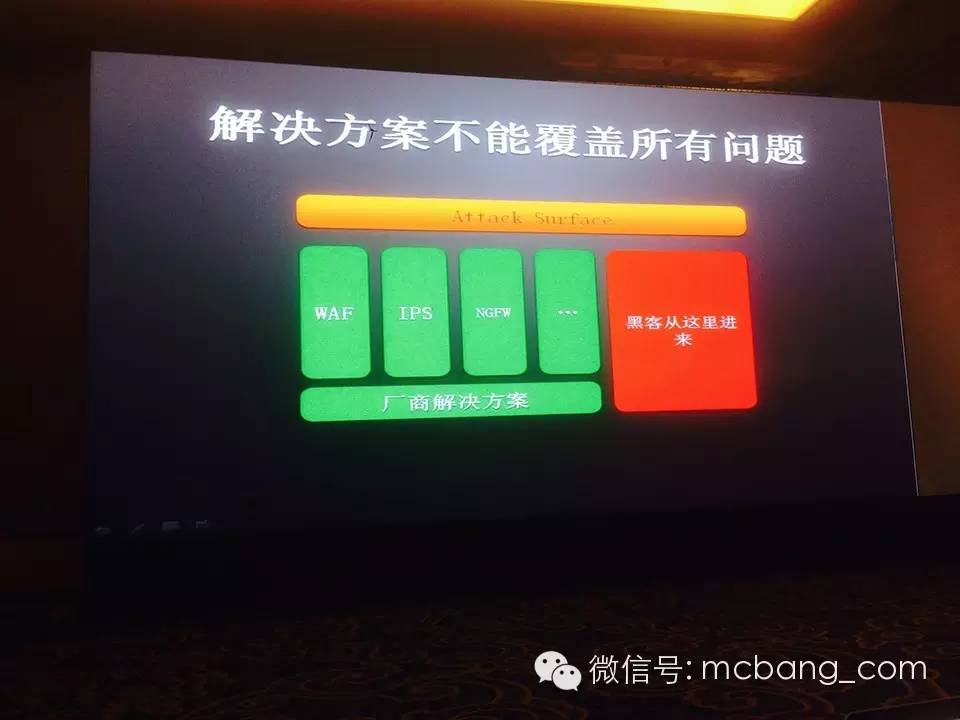 解决方案不能覆盖所有问题
Attack Surface
WAF
IPS
NGFW
...
黑客从这里进
来
厂商解决方案
微信号: mcbang_com